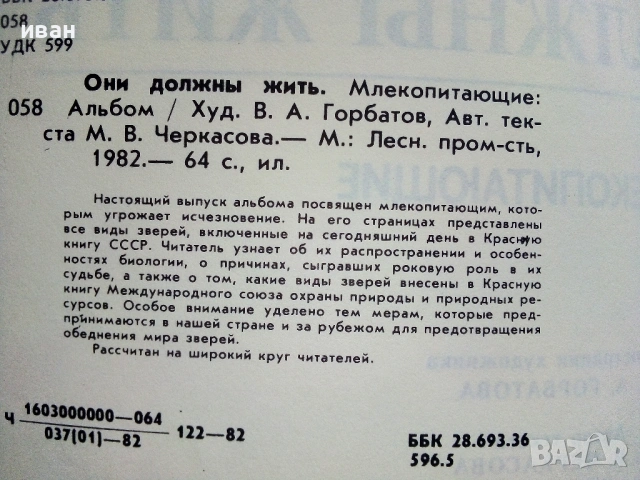 иван
058
УДК 599
Они должны жить. Млекопитающие:
058 Альбом / Худ. В. А. Горбатов, Авт. тек-
ста М. В. Черкасова.— М.: Лесн. пром-сть,
1982.— 64 с., ил.
Настоящий выпуск альбома посвящен млекопитающим, кото-
рым угрожает исчезновение. На его страницах представлены
все виды зверей, включенные на сегодняшний день в Красную
книгу СССР. Читатель узнает об их распространении и особен-
ностях биологии, о причинах, сыгравших роковую роль в их
судьбе, а также о том, какие виды зверей внесены в Красную
книгу Международного союза охраны природы и природных ре-
сурсов. Особое внимание уделено тем мерам, которые пред-
принимаются в нашей стране и за рубежом для предотвращения
обеднения мира зверей.
Рассчитан на широкий круг читателей.
Ч 1603000000—064
037(01)—82 122—82
ББК 28.693.36
596.5
bazar